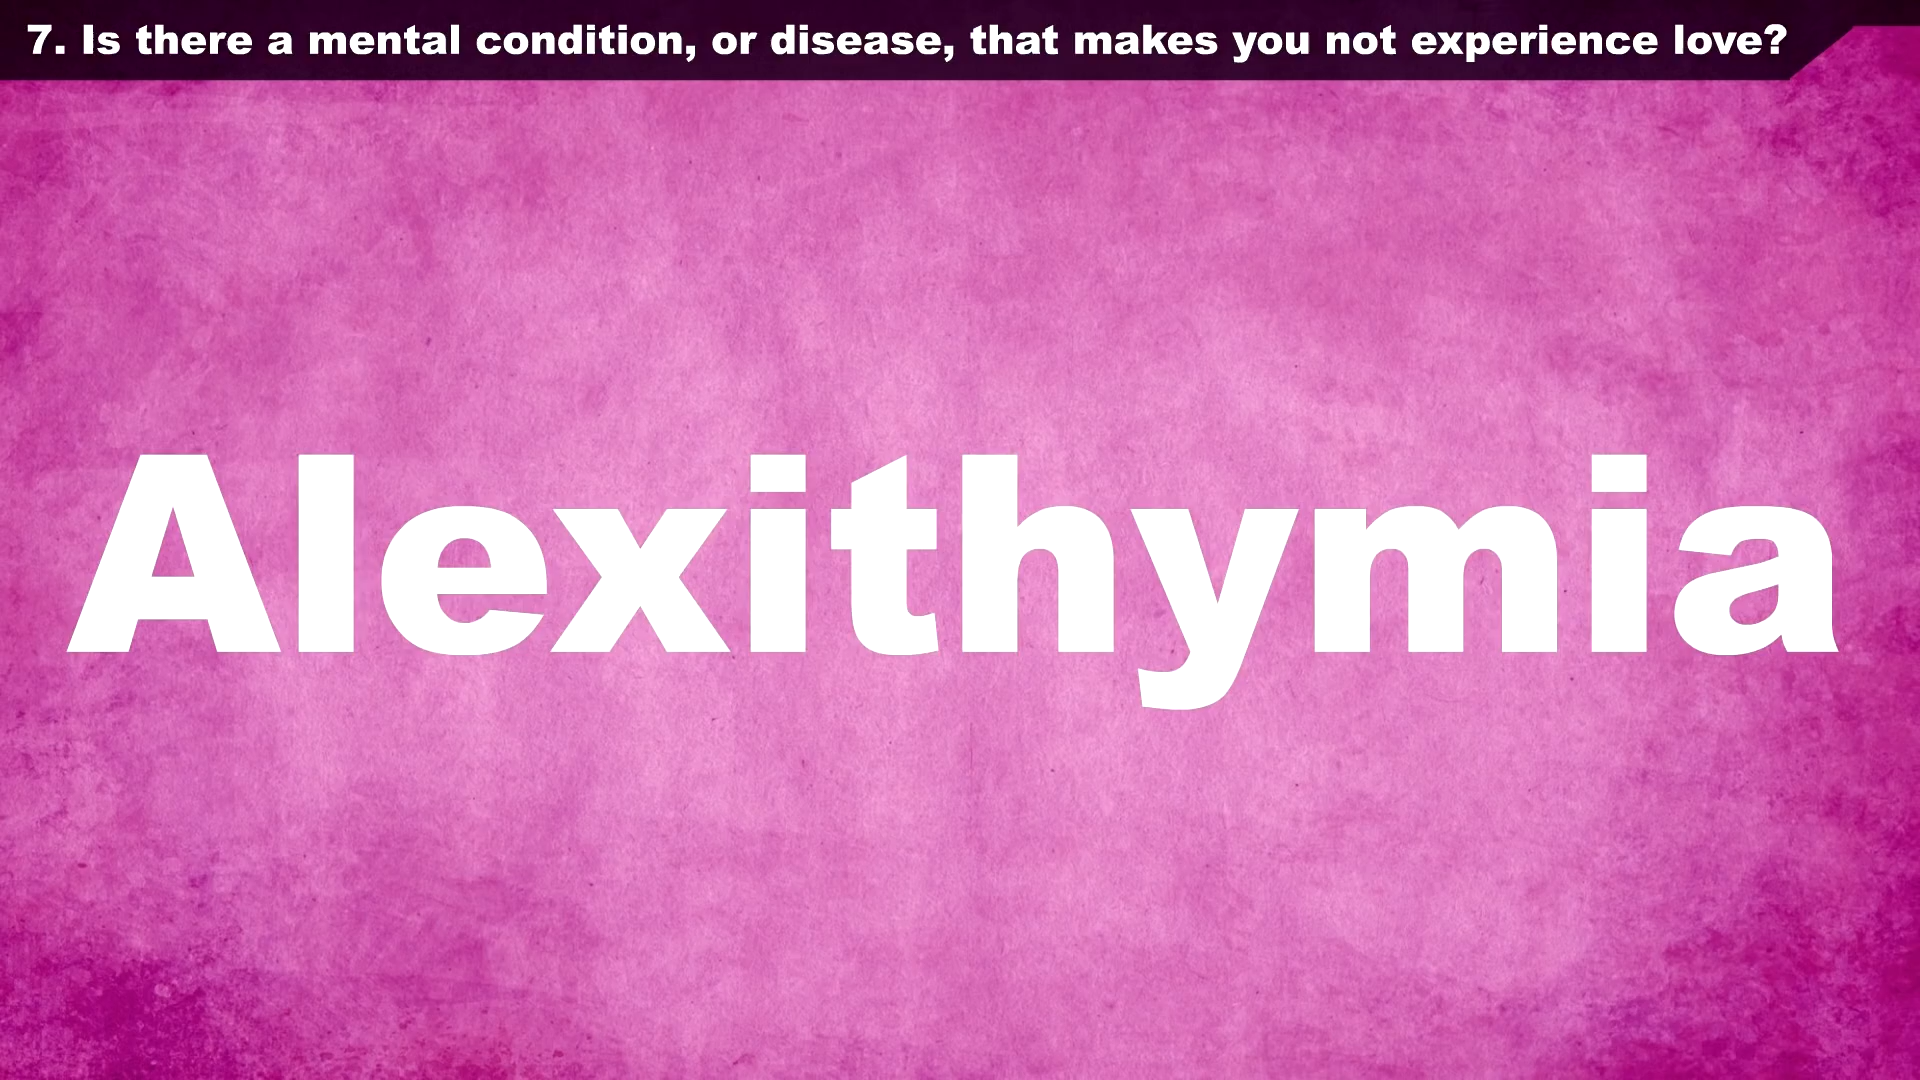 7. Is there a mental condition, or disease, that makes you not experience love?
Alexithymia